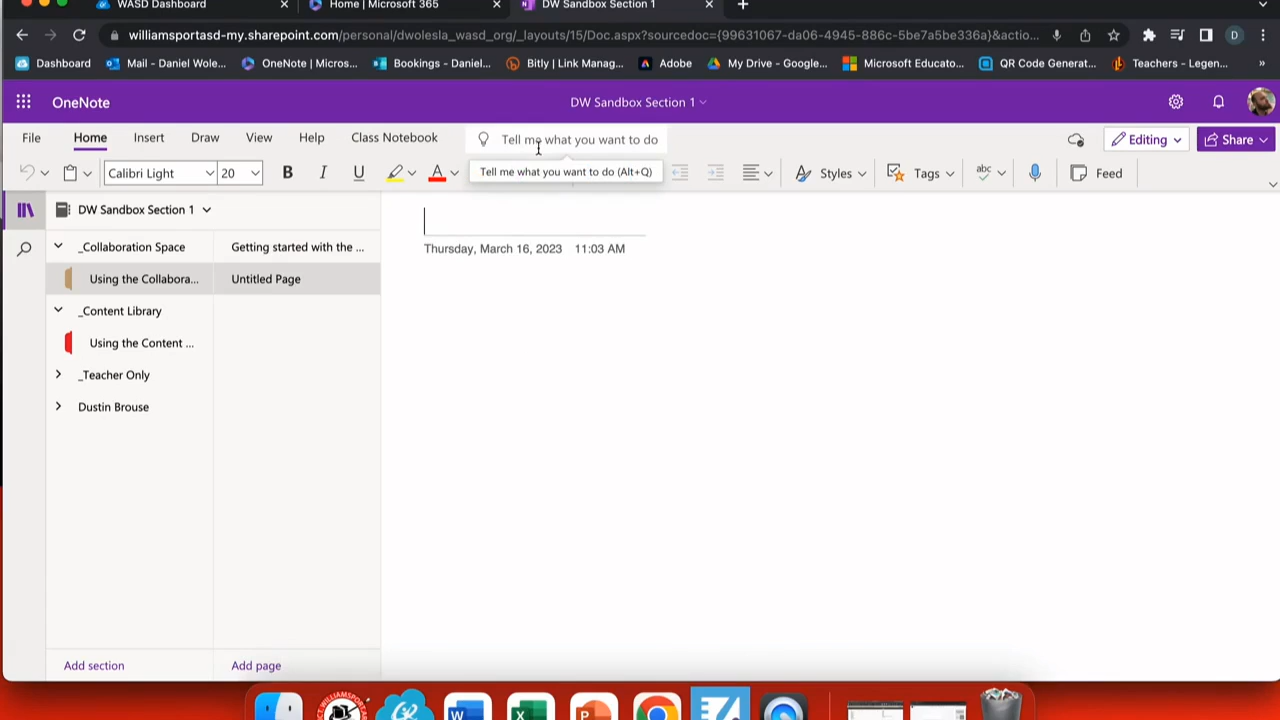 WASD Dashboard
Home | Microsoft 365
DW Sandbox Section 1
williamsportasd-my.sharepoint.com/personal/dwolesla_wasd_org/_layouts/15/Doc.aspx?sourcedoc={99631067-da06-4945-886c-5be7a5be336a}&actio...
D
Dashboard
Mail - Daniel Wole...
OneNote | Micros...
Bookings - Daniel...
Bitly | Link Manag...
Adobe
My Drive - Google...
Microsoft Educato...
QR Code Generat...
Teachers - Legen...
»
OneNote
DW Sandbox Section 1
File
Home
Insert
Draw
View
Help
Class Notebook
Tell me what you want to do
Editing
Share
Calibri Light
20
B
I
U
A
Tell me what you want to do (Alt+Q)
Styles
Tags
abc
Feed
DW Sandbox Section 1
_Collaboration Space
Getting started with the ...
Using the Collabora...
Untitled Page
_Content Library
Using the Content ...
_Teacher Only
Dustin Brouse
Thursday, March 16, 2023 11:03 AM
Add section
Add page
W
X
P